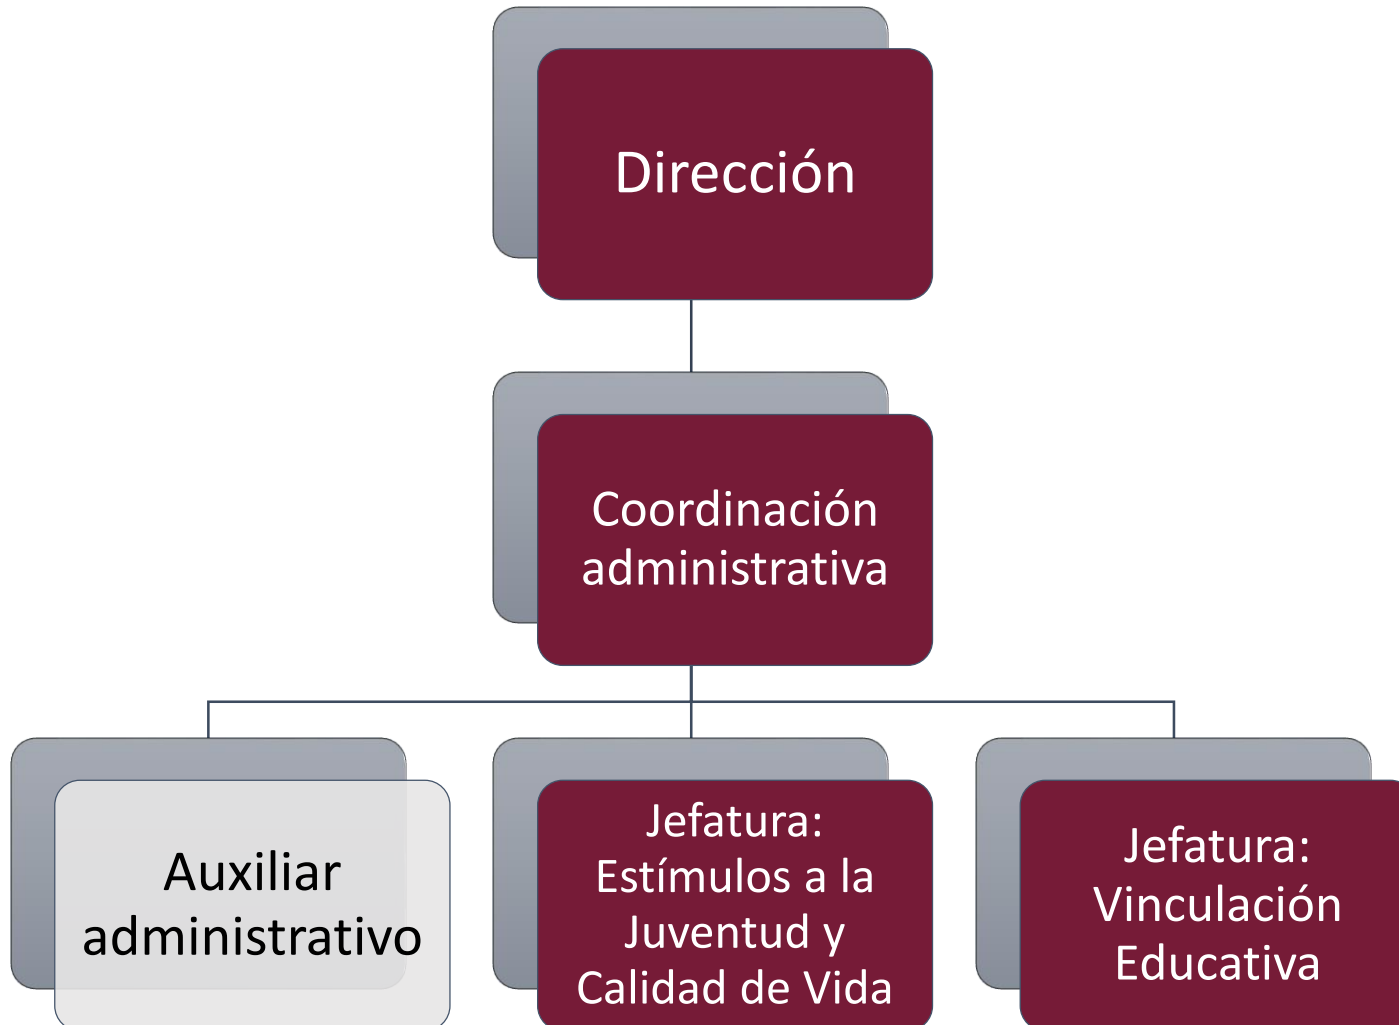 Dirección
Coordinación
administrativa
Auxiliar
administrativo
Jefatura:
Estímulos a la
Juventud y
Calidad de Vida
Jefatura:
Vinculación
Educativa